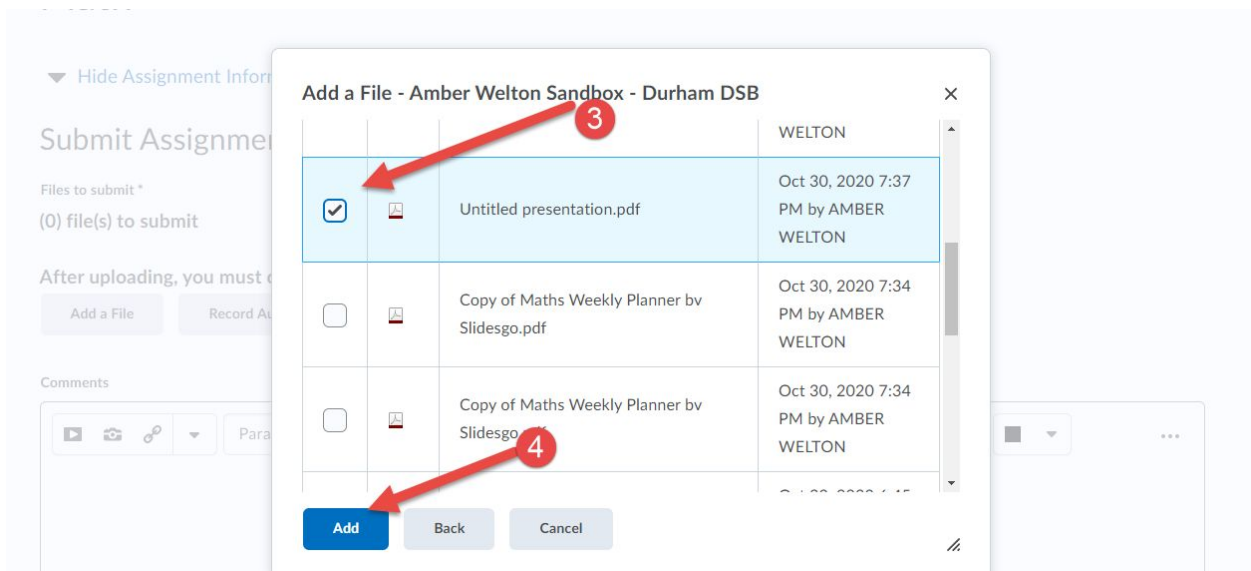 Hide Assignment Infor
Add a File - Amber Welton Sandbox - Durham DSB
3
WELTON
Submit Assignmen
Files to submit *
(0) file(s) to submit
Untitled presentation.pdf
Oct 30, 2020 7:37
PM by AMBER
WELTON
After uploading, you must
Add a File
Record Au
Copy of Maths Weekly Planner by
Slidesgo.pdf
Oct 30, 2020 7:34
PM by AMBER
WELTON
Comments
Para
Copy of Maths Weekly Planner by
Slidesgo
Oct 30, 2020 7:34
PM by AMBER
WELTON
4
Add
Back
Cancel